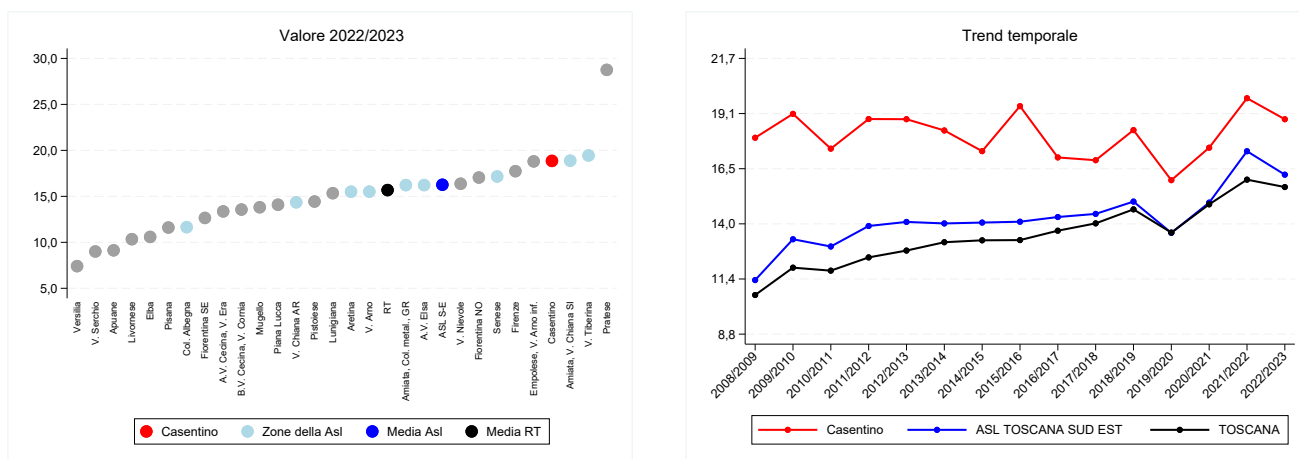 Valore 2022/2023
30,0
25,0
20,0
15,0
10,0
5,0
Versilia
V. Serchio
Apuane
Livornese
Elba
Pisana
Col. Albegna
Fiorentina SE
A.V. Cecina, V. Era
B.V. Cecina, V. Cornia
Mugello
Piana Lucca
V. Chiana AR
Pistoiese
Lunigiana
Aretina
V. Arno
RT
Amiata, Col. metal., GR
A.V. Elsa
ASL S-E
V. Nievole
Fiorentina NO
Senese
Firenze
Empolese, V. Arno inf.
Casentino
Amiata, V. Chiana SI
V. Tiberina
Pratese
Casentino Zone della Asl Media Asl Media RT
Trend temporale
21,7
19,1
16,5
14,0
11,4
8,8
2008/2009
2009/2010
2010/2011
2011/2012
2012/2013
2013/2014
2014/2015
2015/2016
2016/2017
2017/2018
2018/2019
2019/2020
2020/2021
2021/2022
2022/2023
Casentino ASL TOSCANA SUD EST TOSCANA